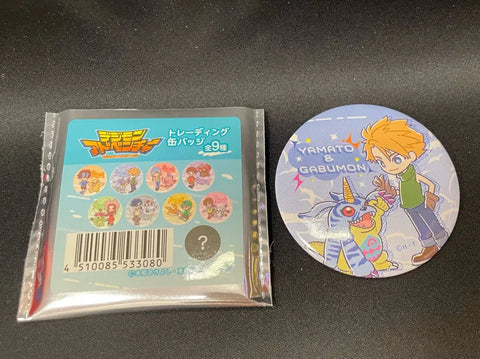 デジモン
アドベンチャー
トレーディング
缶バッジ
全9種
?
4 510085 533080
YAMATO
&
GABUMON
©H・T